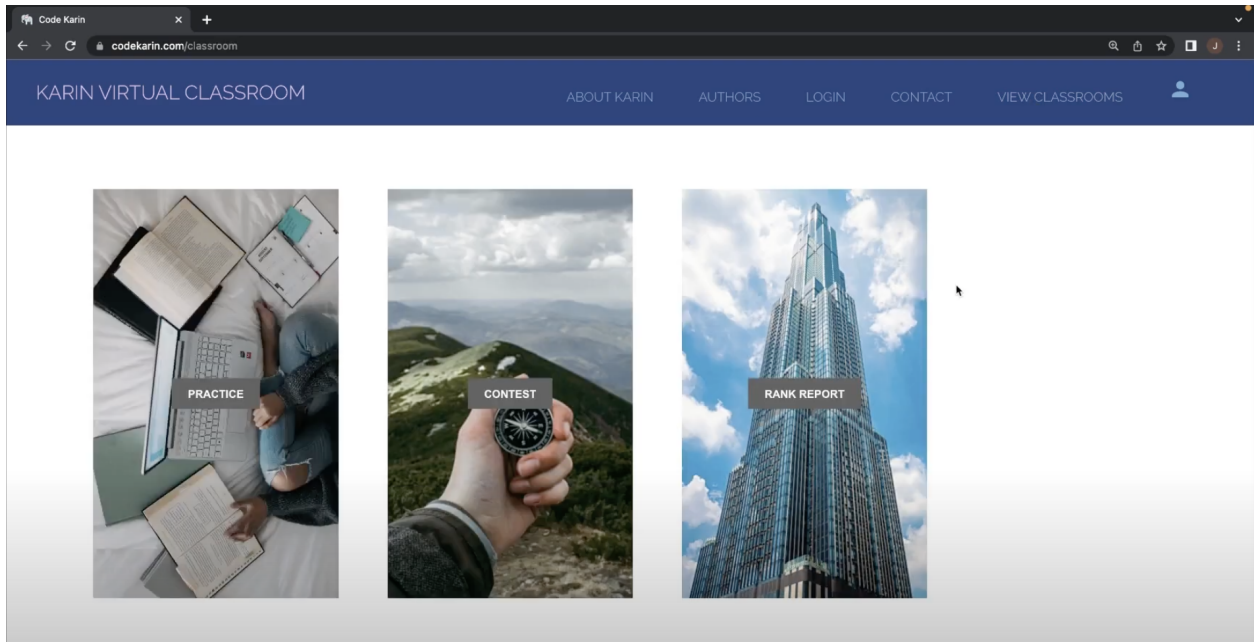 Code Karin
codekarin.com/classroom
J
KARIN VIRTUAL CLASSROOM
ABOUT KARIN
AUTHORS
LOGIN
CONTACT
VIEW CLASSROOMS
PRACTICE
CONTEST
RANK REPORT